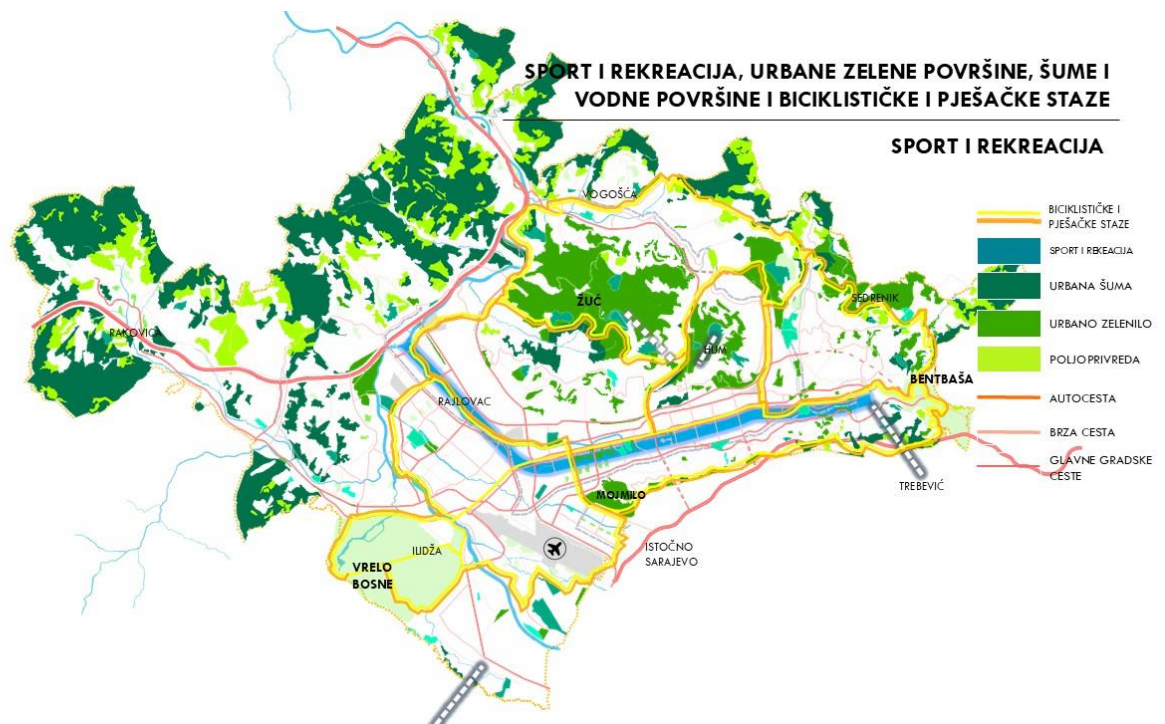 SPORT I REKREACIJA, URBANE ZELENE POVRŠINE, ŠUME I
VODNE POVRŠINE I BICIKLISTIČKE I PJEŠAČKE STAZE
SPORT I REKREACIJA
BICIKLISTIČKE I
PJEŠAČKE STAZE
SPORT I REKREACIJA
URBANA ŠUMA
URBANO ZELENILO
POLJOPRIVREDA
AUTOCESTA
BRZA CESTA
GLAVNE GRADSKE
CESTE
VOGOŠĆA
ŽUČ
SEDRENIK
RAKOVICA
HUM
BENTBAŠA
RAJLOVAC
TREBEVIĆ
MOJMILO
ILIDŽA
ISTOČNO
SARAJEVO
VRELO
BOSNE